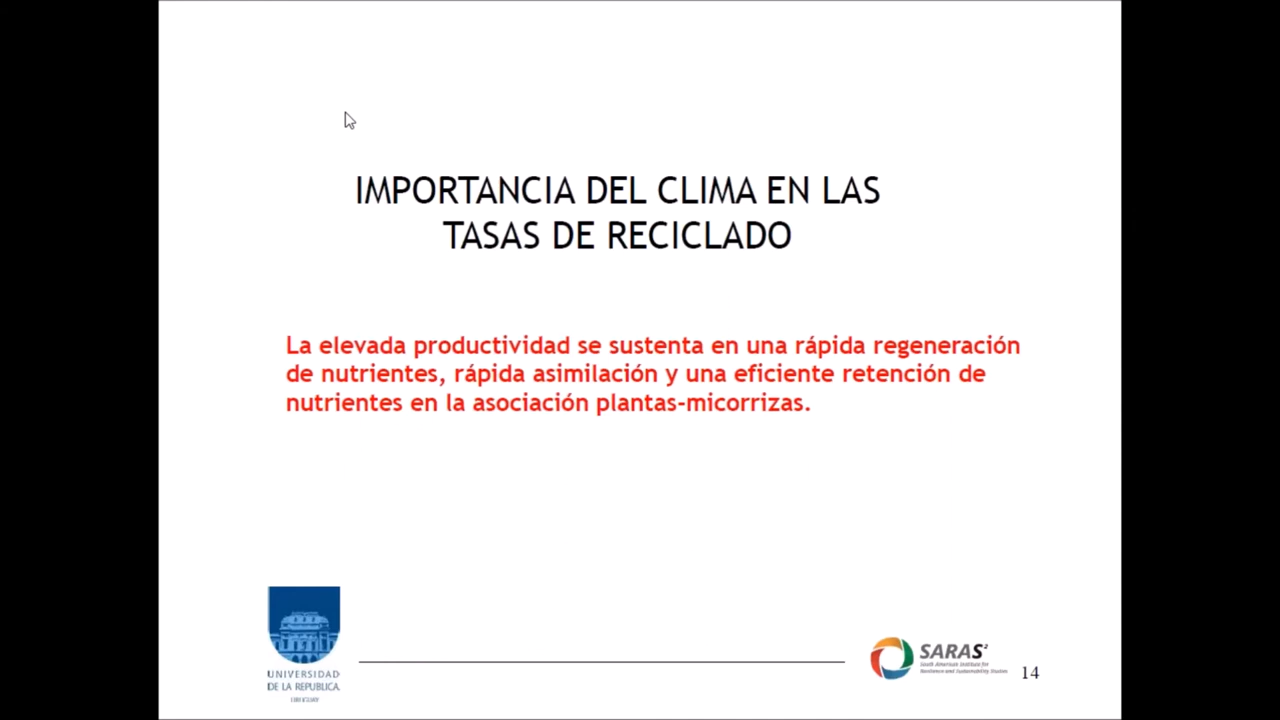 IMPORTANCIA DEL CLIMA EN LAS
TASAS DE RECICLADO
La elevada productividad se sustenta en una rápida regeneración
de nutrientes, rápida asimilación y una eficiente retención de
nutrientes en la asociación plantas-micorrizas.
UNIVERSIDAD
DE LA REPUBLICA
URUGUAY
SARAS²
South American Institute for
Resilience and Sustainability Studies
14